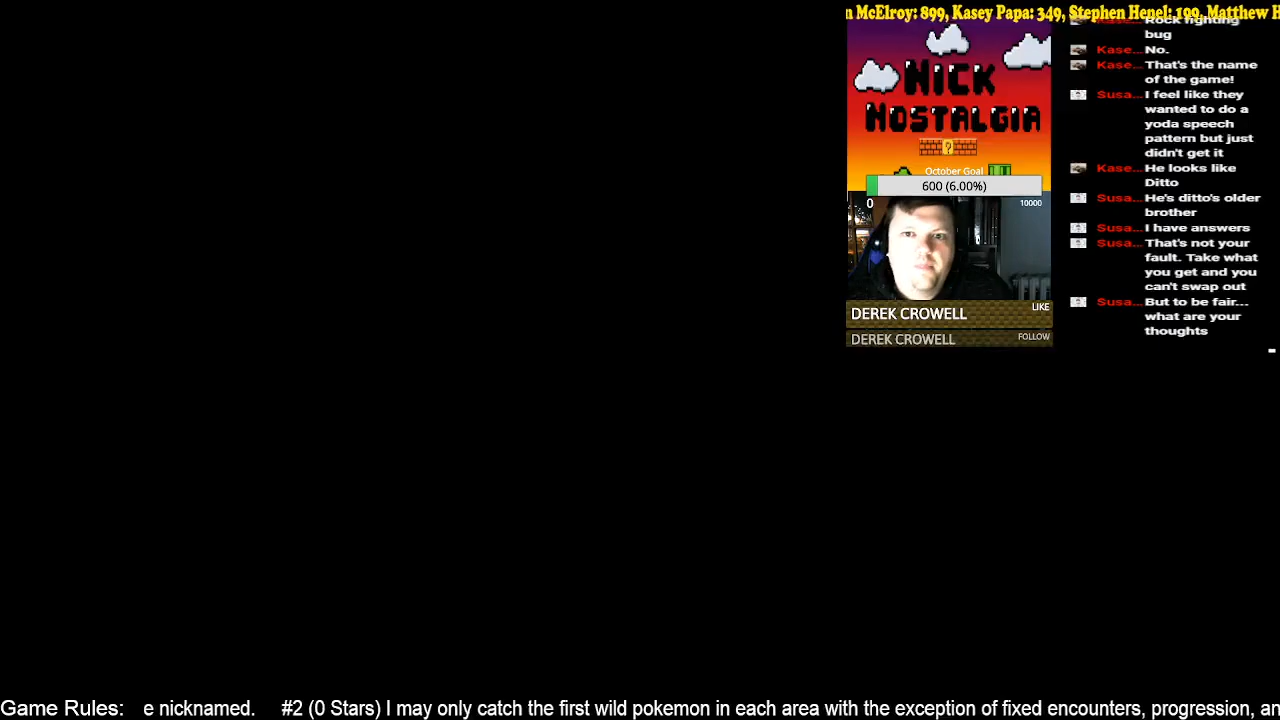 n McElroy: 899, Kasey Papa: 349, Stephen Henel: 199, Matthew H
NICK
NOSTALGIA
?
October Goal
600 (6.00%)
0
10000
LIKE
DEREK CROWELL
FOLLOW
DEREK CROWELL
Kase... Rock fighting
bug
Kase... No.
Kase... That's the name
of the game!
Susa... I feel like they
wanted to do a
yoda speech
pattern but just
didn't get it
Kase... He looks like
Ditto
Susa... He's ditto's older
brother
Susa... I have answers
Susa... That's not your
fault. Take what
you get and you
can't swap out
Susa... But to be fair...
what are your
thoughts
Game Rules: e nicknamed. #2 (0 Stars) I may only catch the first wild pokemon in each area with the exception of fixed encounters, progression, an